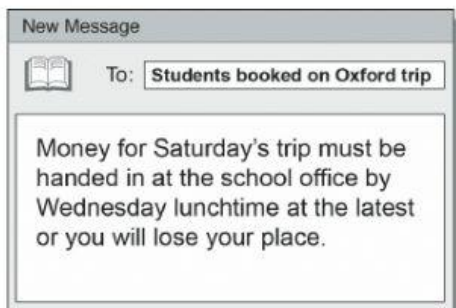 New Message
To: Students booked on Oxford trip
Money for Saturday's trip must be
handed in at the school office by
Wednesday lunchtime at the latest
or you will lose your place.